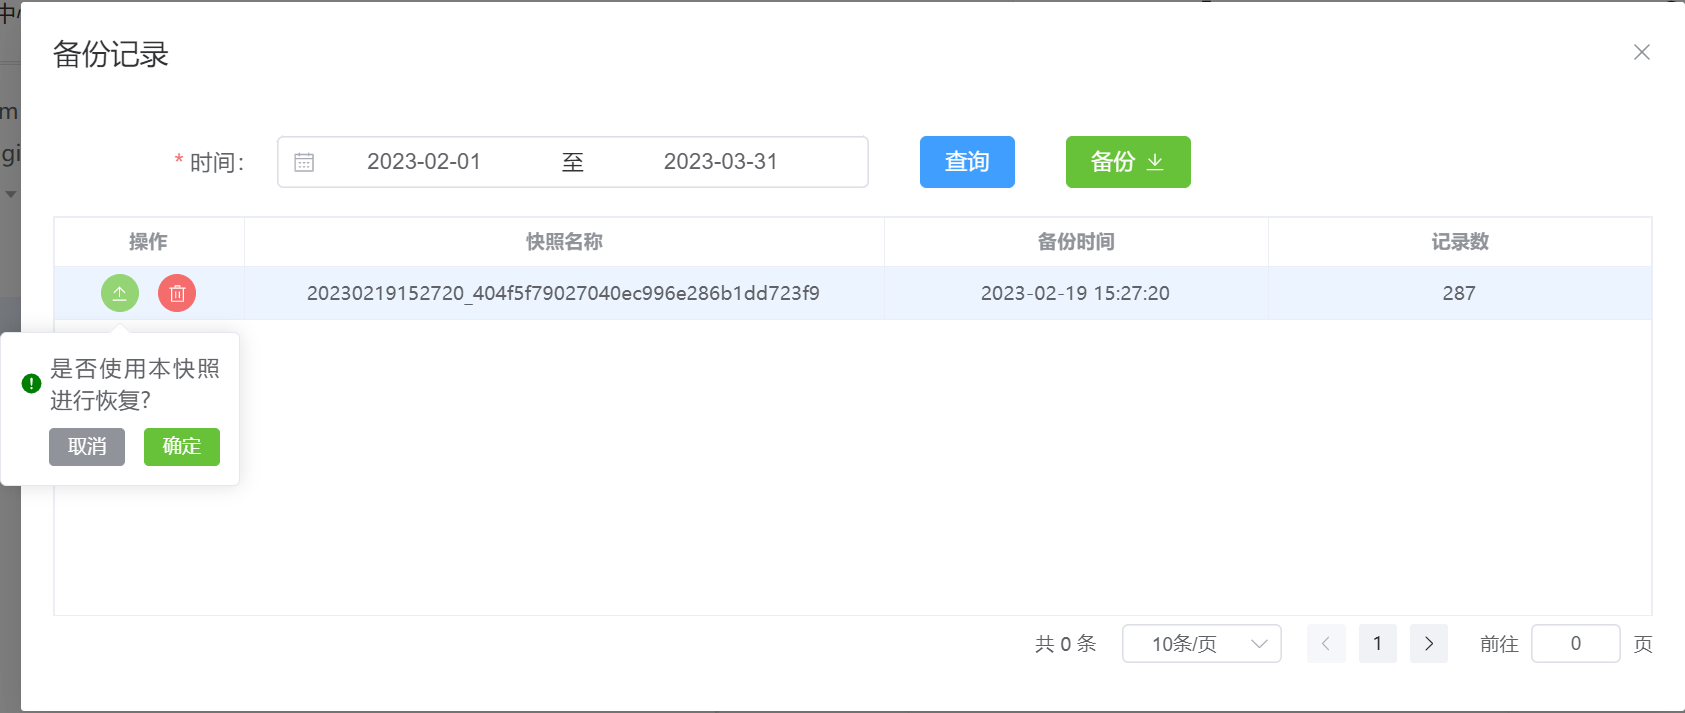 备份记录
m
gi
* 时间： 2023-02-01 至 2023-03-31 查询 备份
操作 快照名称 备份时间 记录数
20230219152720_404f5f79027040ec996e286b1dd723f9 2023-02-19 15:27:20 287
是否使用本快照
进行恢复?
取消 确定
共 0 条 10条/页 1 前往 0 页